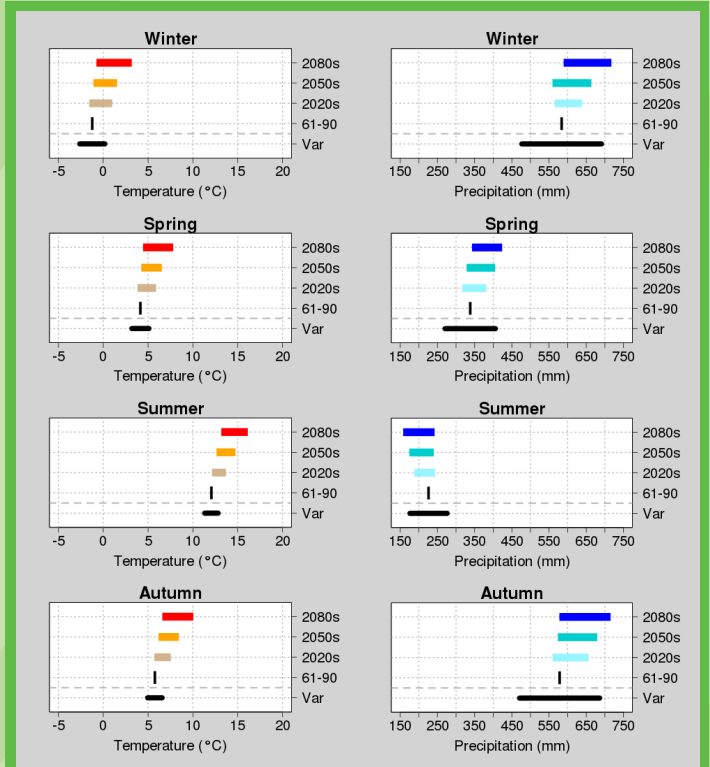 Winter
2080s
2050s
2020s
61-90
Var
-5 0 5 10 15 20
Temperature (°C)
Winter
2080s
2050s
2020s
61-90
Var
150 250 350 450 550 650 750
Precipitation (mm)
Spring
2080s
2050s
2020s
61-90
Var
-5 0 5 10 15 20
Temperature (°C)
Spring
2080s
2050s
2020s
61-90
Var
150 250 350 450 550 650 750
Precipitation (mm)
Summer
2080s
2050s
2020s
61-90
Var
-5 0 5 10 15 20
Temperature (°C)
Summer
2080s
2050s
2020s
61-90
Var
150 250 350 450 550 650 750
Precipitation (mm)
Autumn
2080s
2050s
2020s
61-90
Var
-5 0 5 10 15 20
Temperature (°C)
Autumn
2080s
2050s
2020s
61-90
Var
150 250 350 450 550 650 750
Precipitation (mm)